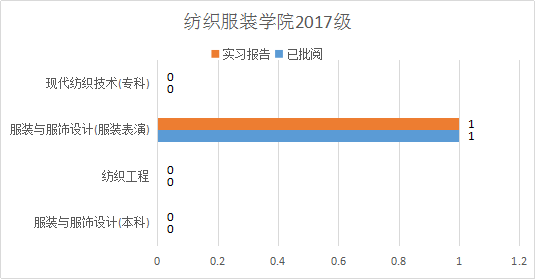 纺织服装学院2017级
实习报告 已批阅
现代纺织技术(专科) 0
0
服装与服饰设计(服装表演) 1
1
纺织工程 0
0
服装与服饰设计(本科) 0
0
0 0.2 0.4 0.6 0.8 1 1.2